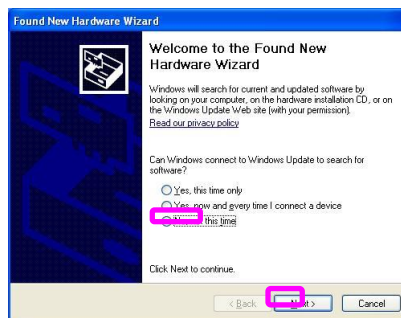 Found New Hardware Wizard
Welcome to the Found New
Hardware Wizard
Windows will search for current and updated software by
looking on your computer, on the hardware installation CD, or on
the Windows Update Web site (with your permission).
Read our privacy policy
Can Windows connect to Windows Update to search for
software?
Yes, this time only
Yes, now and every time I connect a device
this time
Click Next to continue.
< Back
Next >
Cancel